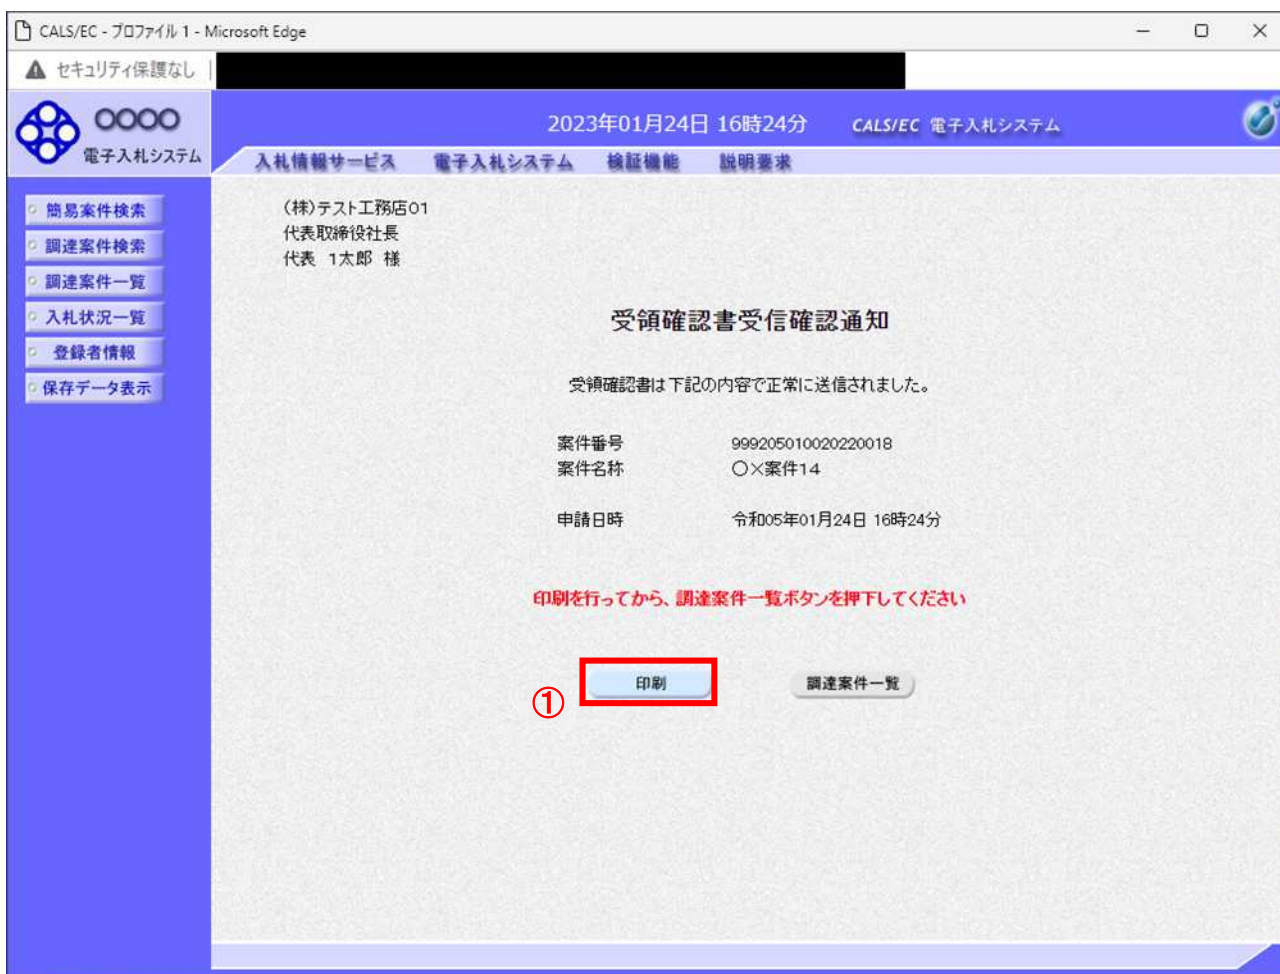 CALS/EC - プロファイル 1 - Microsoft Edge
セキュリティ保護なし
〇〇〇〇
電子入札システム
2023年01月24日 16時24分
CALS/EC 電子入札システム
入札情報サービス
電子入札システム
検証機能
説明要求
簡易案件検索
調達案件検索
調達案件一覧
入札状況一覧
登録者情報
保存データ表示
(株)テスト工務店01
代表取締役社長
代表 1太郎 様
受領確認書受信確認通知
受領確認書は下記の内容で正常に送信されました。
案件番号 999205010020220018
案件名称 〇×案件14
申請日時 令和05年01月24日 16時24分
印刷を行ってから、調達案件一覧ボタンを押下してください
①
印刷
調達案件一覧